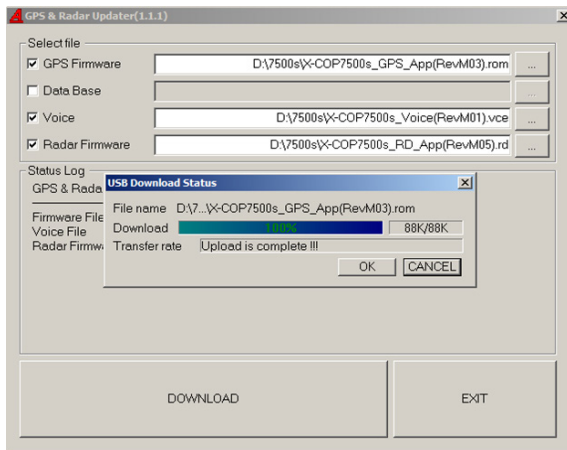 GPS & Radar Updater(1.1.1)
Select file
GPS Firmware D:\7500s\X-COP7500s_GPS_App(RevM03).rom ...
Data Base ...
Voice D:\7500s\X-COP7500s_Voice(RevM01).vce ...
Radar Firmware D:\7500s\X-COP7500s_RD_App(RevM05).rd ...
Status Log
GPS & Rada
USB Download Status
File name D:\7...\X-COP7500s_GPS_App(RevM03).rom
Firmware File
Download 100% 88K/88K
Voice File
Radar Firmw
Transfer rate Upload is complete !!!
OK CANCEL
DOWNLOAD EXIT